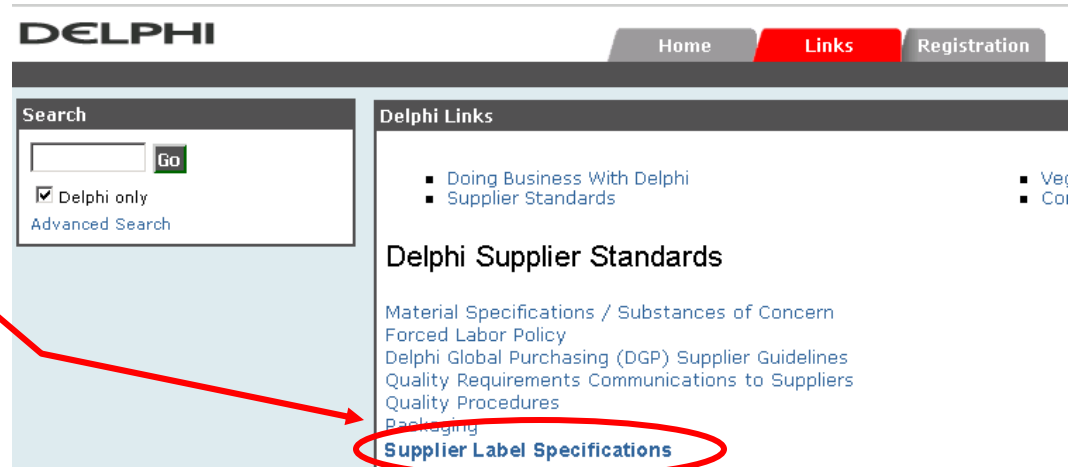 DELPHI
Home Links Registration
Search
Go
Delphi only
Advanced Search
Delphi Links
Doing Business With Delphi
Supplier Standards
Delphi Supplier Standards
Material Specifications / Substances of Concern
Forced Labor Policy
Delphi Global Purchasing (DGP) Supplier Guidelines
Quality Requirements Communications to Suppliers
Quality Procedures
Packaging
Supplier Label Specifications